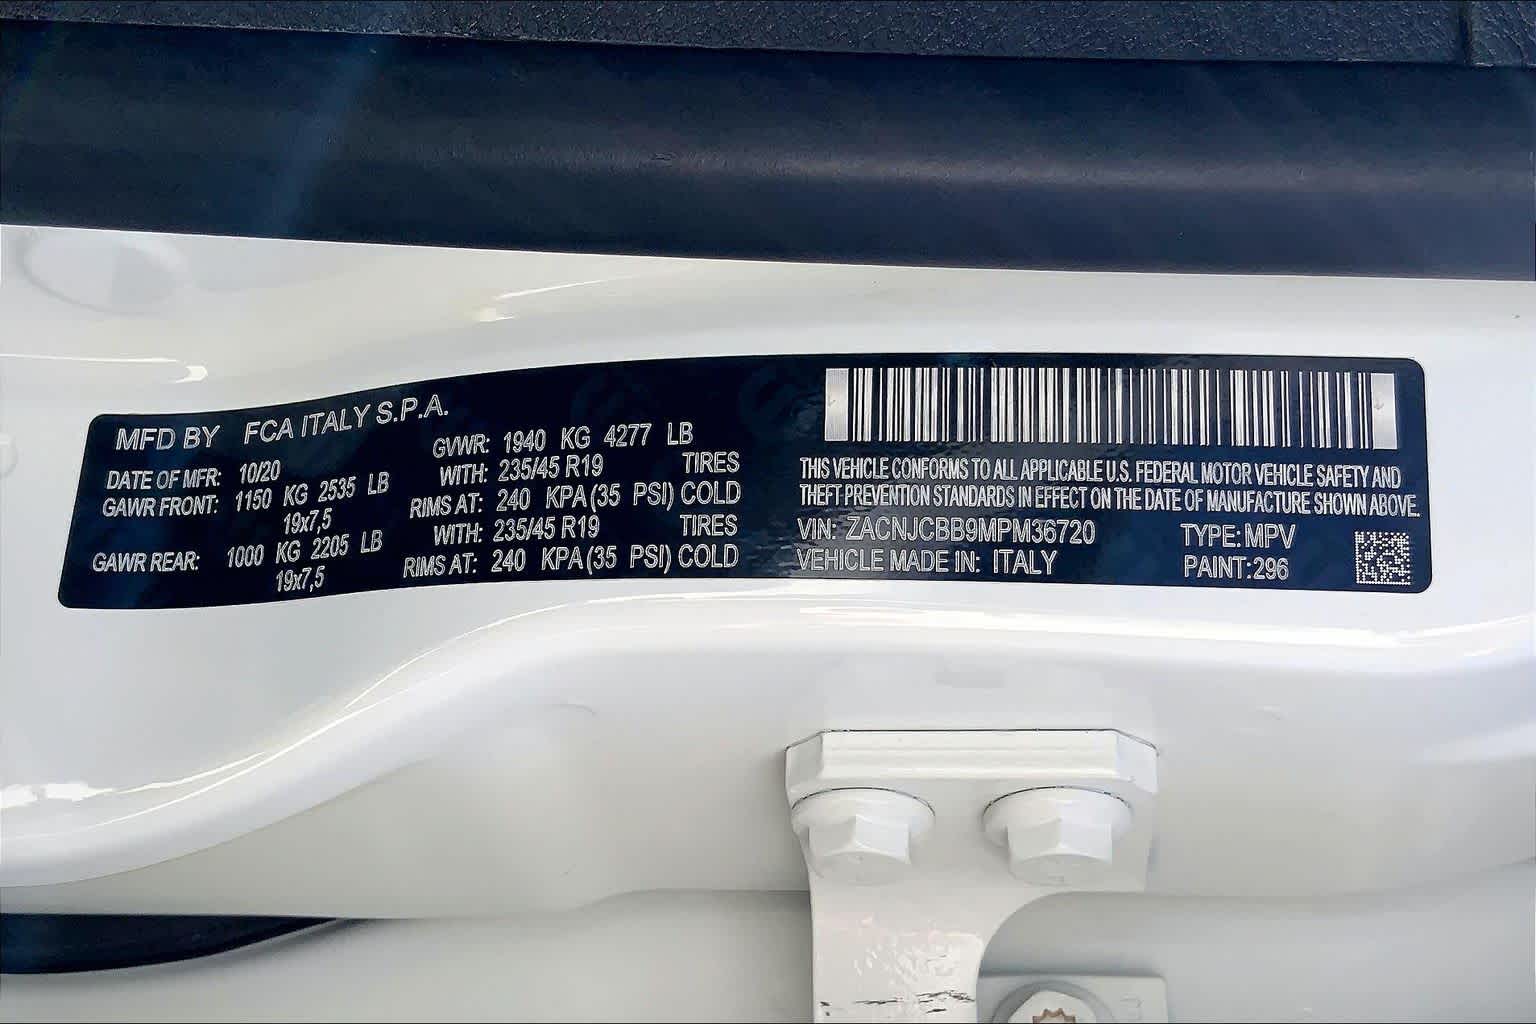 MFD BY FCA ITALY S.P.A.
DATE OF MFR: 10/20
GAWR FRONT: 1150 KG 2535 LB
19x7,5
GAWR REAR: 1000 KG 2205 LB
19x7,5
GVWR: 1940 KG 4277 LB
WITH: 235/45 R19 TIRES
RIMS AT: 240 KPA(35 PSI) COLD
WITH: 235/45 R19 TIRES
RIMS AT: 240 KPA(35 PSI) COLD
THIS VEHICLE CONFORMS TO ALL APPLICABLE U.S. FEDERAL MOTOR VEHICLE SAFETY AND
THEFT PREVENTION STANDARDS IN EFFECT ON THE DATE OF MANUFACTURE SHOWN ABOVE.
VIN: ZACNJCBB9MPM36720 TYPE: MPV
VEHICLE MADE IN: ITALY PAINT:296